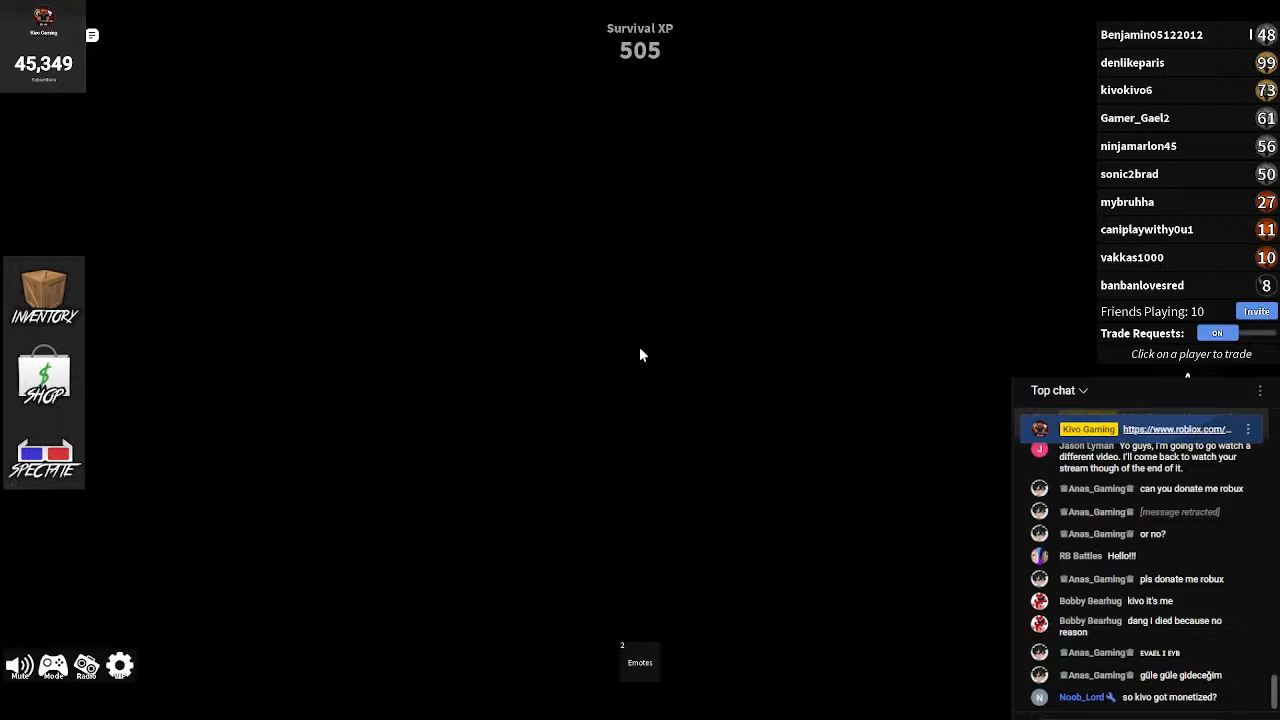 Kivo Gaming
45,349
Subscribers
INVENTORY
SHOP
SPECTATE
Mute
Mode
Radio
Survival XP
505
2
Emotes
Benjamin05122012 48
denlikeparis 99
kivokivo6 73
Gamer_Gael2 61
ninjamarlon45 56
sonic2brad 50
mybruhha 27
caniplaywithy0u1 11
vakkas1000 10
banbanlovesred 8
Friends Playing: 10 Invite
Trade Requests: ON
Click on a player to trade
Top chat
Kivo Gaming https://www.roblox.com/...
Jason Lyman Yo guys, I'm going to go watch a
different video. I'll come back to watch your
stream though of the end of it.
♕Anas_Gaming♕ can you donate me robux
♕Anas_Gaming♕ [message retracted]
♕Anas_Gaming♕ or no?
RB Battles Hello!!!
♕Anas_Gaming♕ pls donate me robux
Bobby Bearhug kivo it's me
Bobby Bearhug dang I died because no
reason
♕Anas_Gaming♕ ᴇᴠᴀᴇʟ ɪ ᴇʏʙ
♕Anas_Gaming♕ güle güle gideceğim
N Noob_Lord so kivo got monetized?